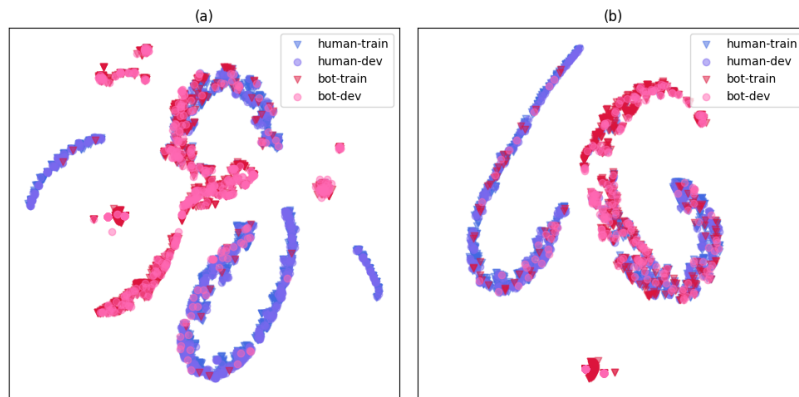 (a)
human-train
human-dev
bot-train
bot-dev
(b)
human-train
human-dev
bot-train
bot-dev